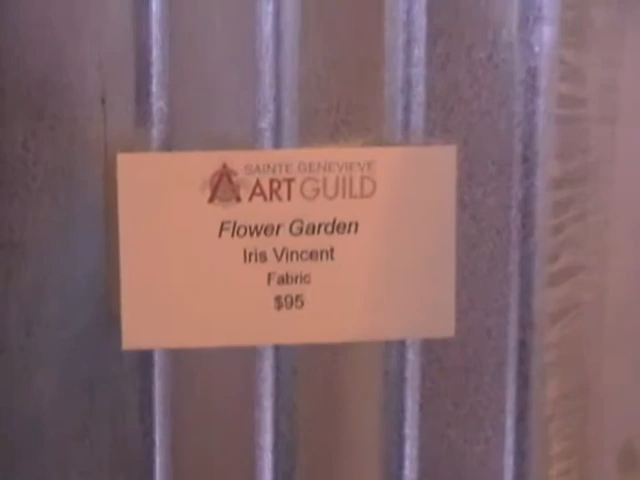 SAINTE GENEVIEVE
ART GUILD
Flower Garden
Iris Vincent
Fabric
$95